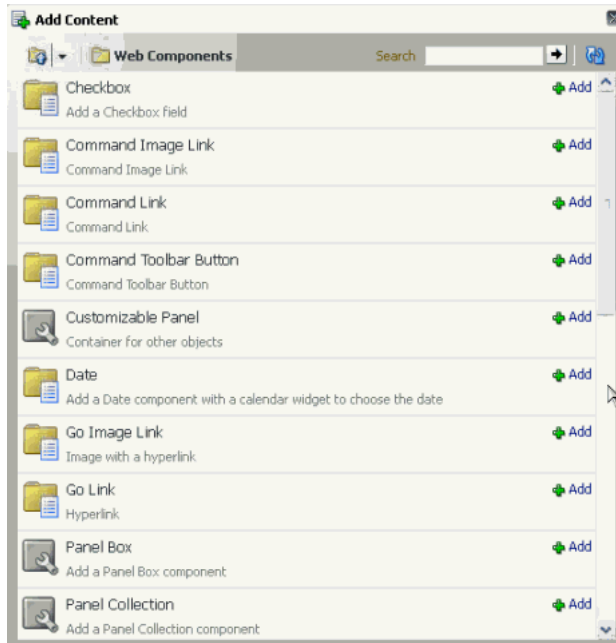 Add Content
Web Components Search
Checkbox Add
Add a Checkbox field
Command Image Link Add
Command Image Link
Command Link Add
Command Link
Command Toolbar Button Add
Command Toolbar Button
Customizable Panel Add
Container for other objects
Date Add
Add a Date component with a calendar widget to choose the date
Go Image Link Add
Image with a hyperlink
Go Link Add
Hyperlink
Panel Box Add
Add a Panel Box component
Panel Collection Add
Add a Panel Collection component